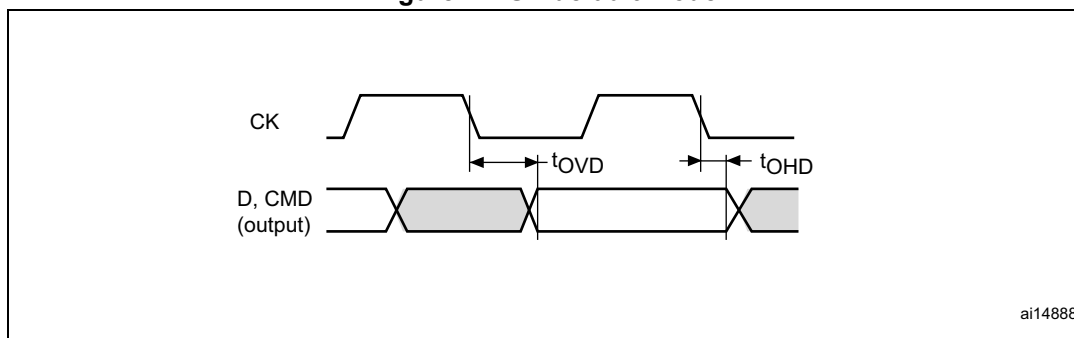 CK
tOVD
tOHD
D, CMD
(output)
ai14888